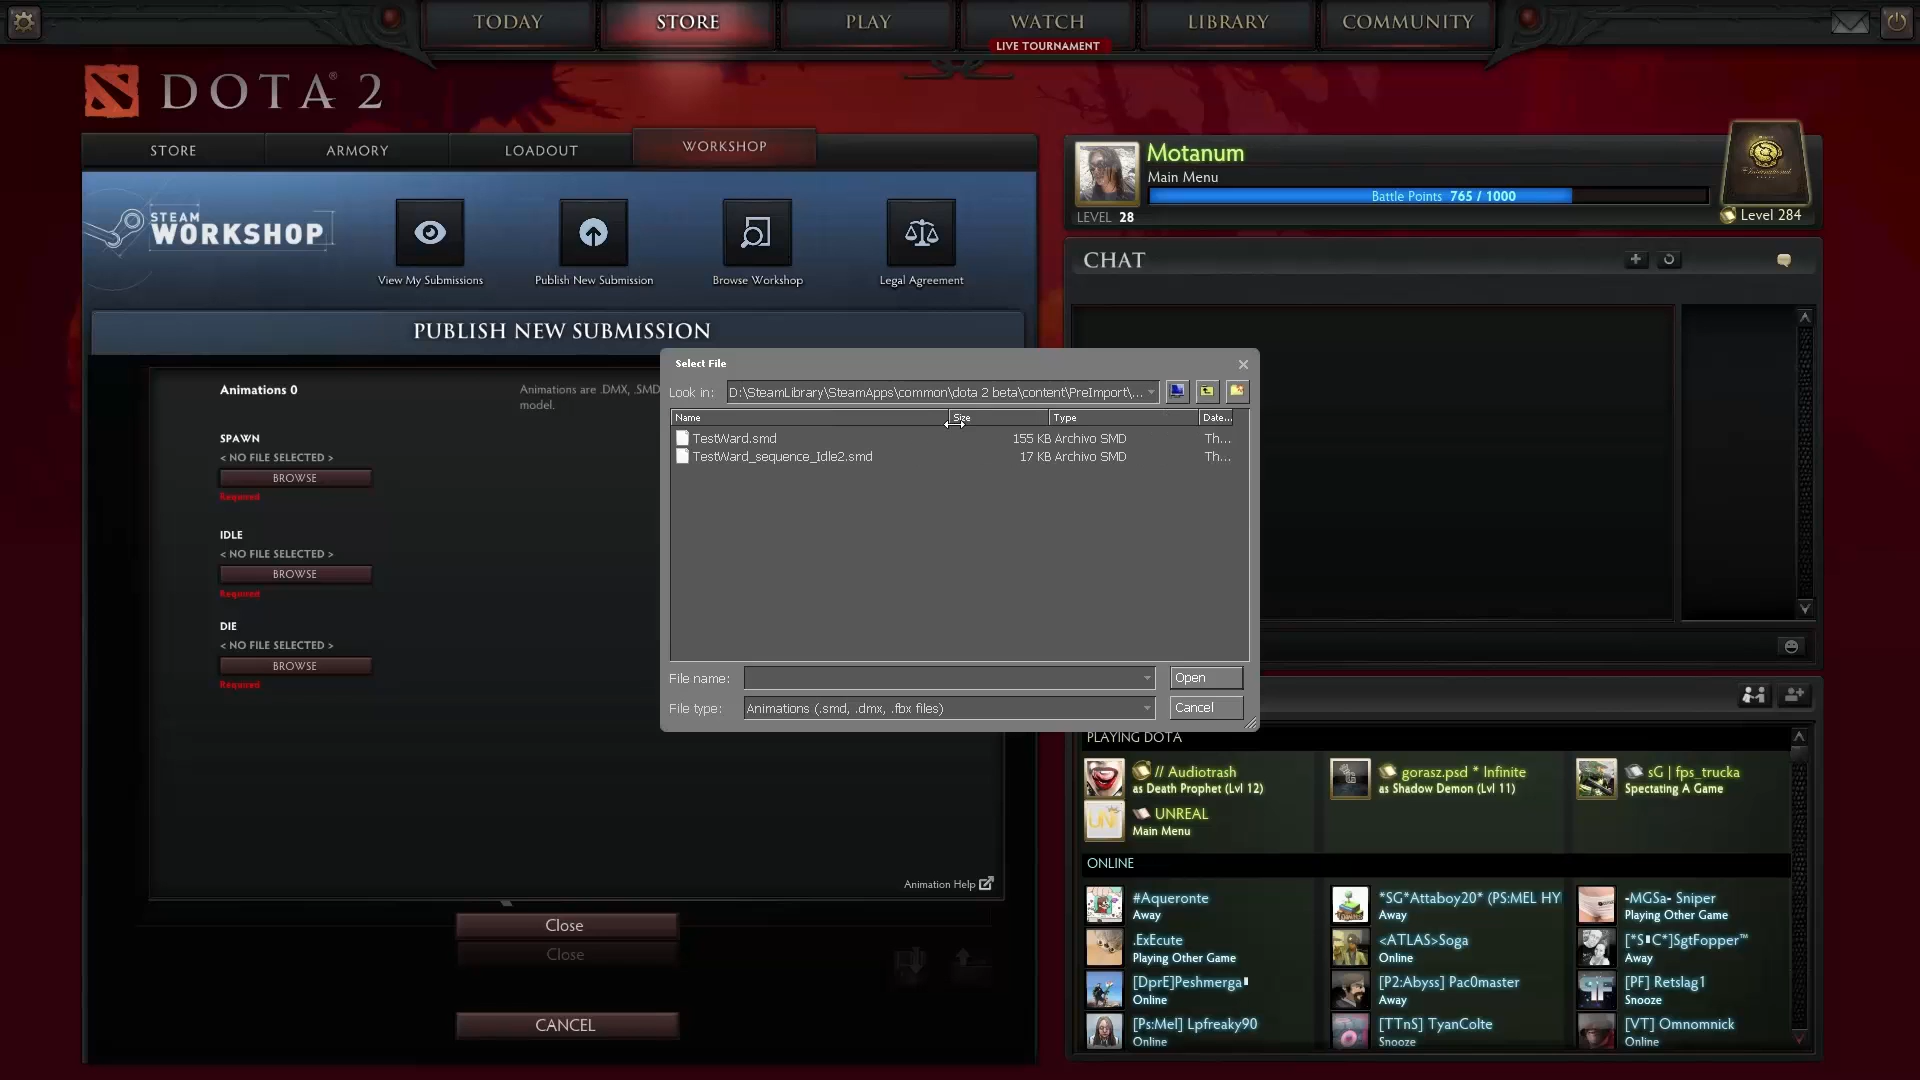 TODAY
STORE
PLAY
WATCH
LIVE TOURNAMENT
LIBRARY
COMMUNITY
DOTA® 2
STORE
ARMORY
LOADOUT
WORKSHOP
STEAM
WORKSHOP
View My Submissions
Publish New Submission
Browse Workshop
Legal Agreement
PUBLISH NEW SUBMISSION
Animations 0
Animations are .DMX, .SMD
model.
SPAWN
< NO FILE SELECTED >
BROWSE
Required
IDLE
< NO FILE SELECTED >
BROWSE
Required
DIE
< NO FILE SELECTED >
BROWSE
Required
Animation Help
Close
Close
CANCEL
Select File
Look in: D:\SteamLibrary\SteamApps\common\dota 2 beta\content\PreImport\...
Name Size Type Date...
TestWard.smd 155 KB Archivo SMD Th...
TestWard_sequence_Idle2.smd 17 KB Archivo SMD Th...
File name:
Open
File type: Animations (.smd, .dmx, .fbx files)
Cancel
Motanum
Main Menu
Battle Points 765 / 1000
LEVEL 28
Level 284
CHAT
PLAYING DOTA
// Audiotrash
as Death Prophet (Lvl 12)
gorasz.psd * Infinite
as Shadow Demon (Lvl 11)
sG | fps_trucka
Spectating A Game
UNREAL
Main Menu
ONLINE
#Aqueronte
Away
*SG*Attaboy20* (PS:MEL HY
Away
-MGSa- Sniper
Playing Other Game
.ExEcute
Playing Other Game
<ATLAS>Soga
Online
[*S▮C*]SgtFopper™
Away
[DprE]Peshmerga▮
Online
[P2:Abyss] Pac0master
Away
[PF] Retslag1
Snooze
[Ps:Mel] Lpfreaky90
Online
[TTnS] TyanColte
Snooze
[VT] Omnomnick
Online